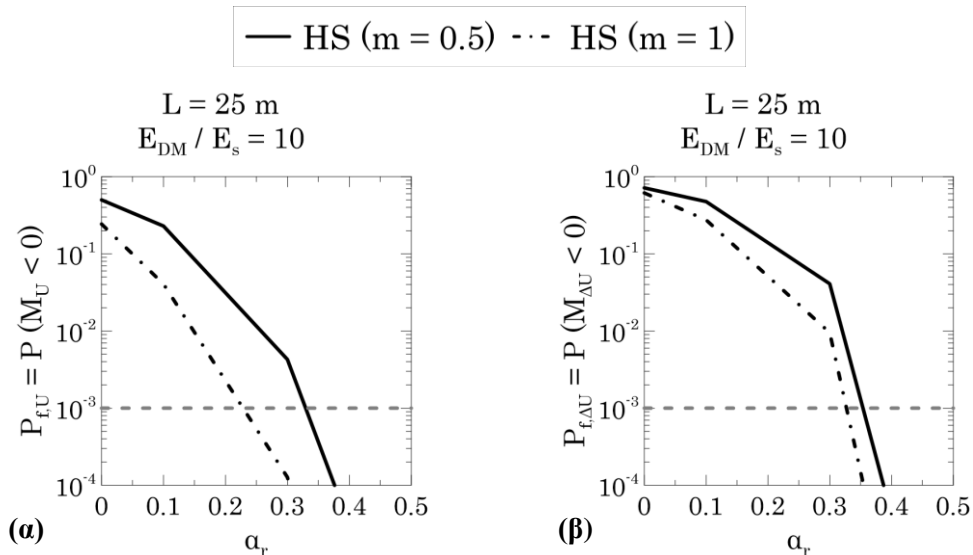 HS (m = 0.5) HS (m = 1)
L = 25 m
E_DM / E_s = 10
P_f,U = P (M_U < 0)
10^0
10^-1
10^-2
10^-3
10^-4
0 0.1 0.2 0.3 0.4 0.5
α_r
(α)
L = 25 m
E_DM / E_s = 10
P_f,ΔU = P (M_ΔU < 0)
10^0
10^-1
10^-2
10^-3
10^-4
0 0.1 0.2 0.3 0.4 0.5
α_r
(β)